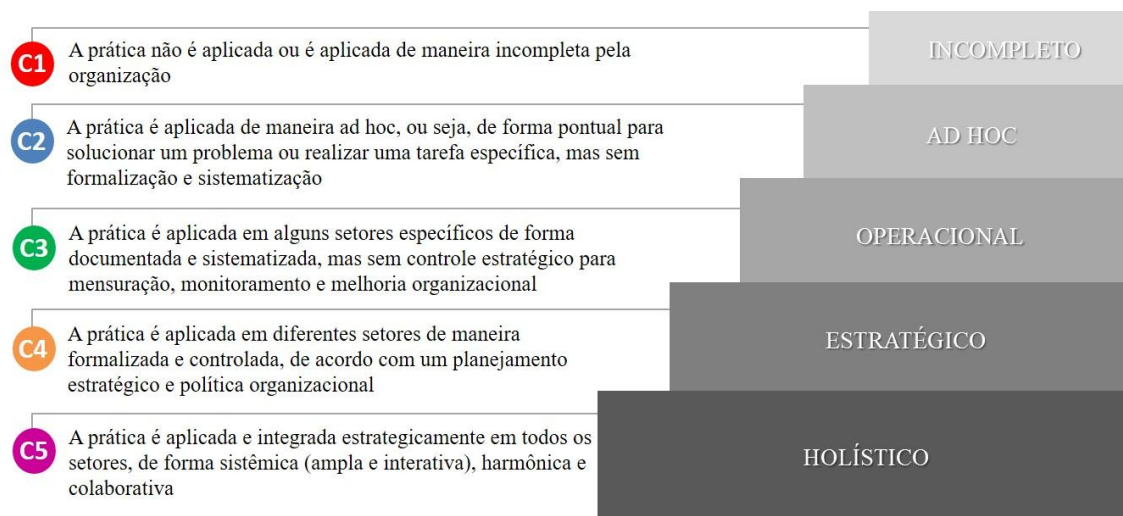 C1
A prática não é aplicada ou é aplicada de maneira incompleta pela
organização
INCOMPLETO
C2
A prática é aplicada de maneira ad hoc, ou seja, de forma pontual para
solucionar um problema ou realizar uma tarefa específica, mas sem
formalização e sistematização
AD HOC
C3
A prática é aplicada em alguns setores específicos de forma
documentada e sistematizada, mas sem controle estratégico para
mensuração, monitoramento e melhoria organizacional
OPERACIONAL
C4
A prática é aplicada em diferentes setores de maneira
formalizada e controlada, de acordo com um planejamento
estratégico e política organizacional
ESTRATÉGICO
C5
A prática é aplicada e integrada estrategicamente em todos os
setores, de forma sistêmica (ampla e interativa), harmônica e
colaborativa
HOLÍSTICO